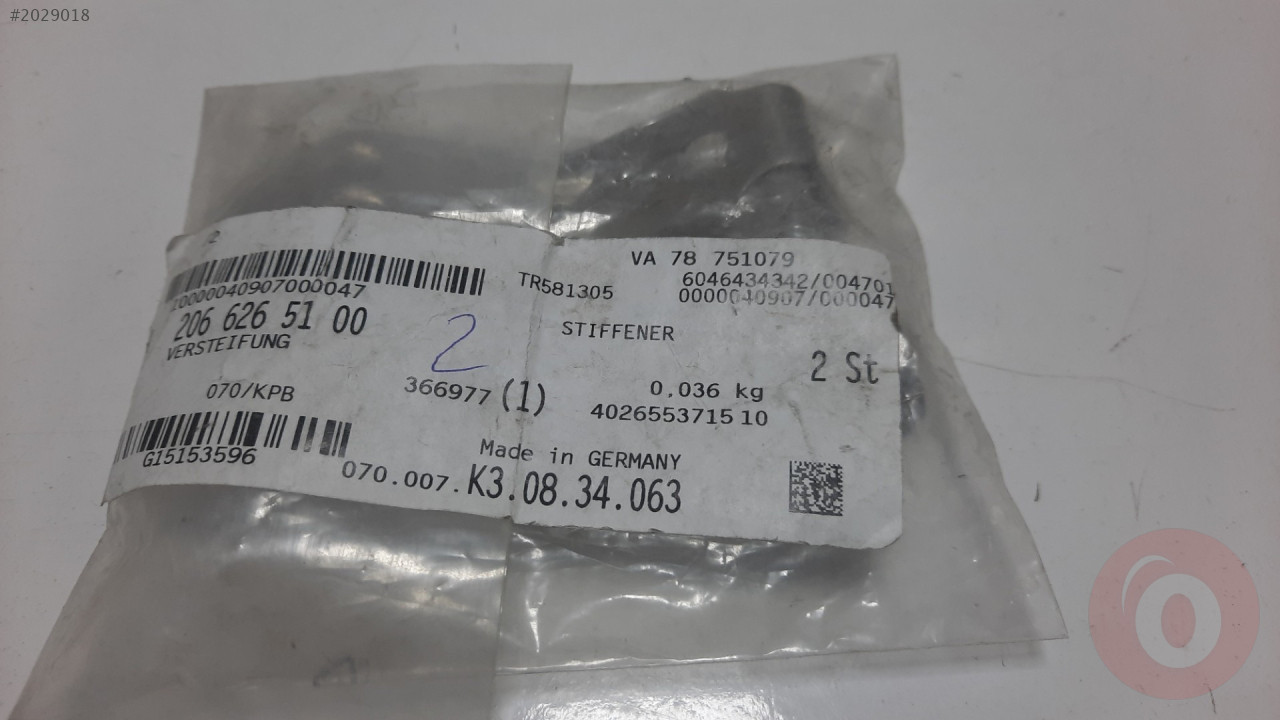 #2029018
2
10000040907000047
206 626 51 00
VERSTEIFUNG
2
070/KPB
366977 (1)
G15153596
070.007.K3.08.34.063
VA 78 751079
TR581305
6046434342/004701
0000040907/000047
STIFFENER
2 St
0,036 kg
4026553715 10
Made in GERMANY